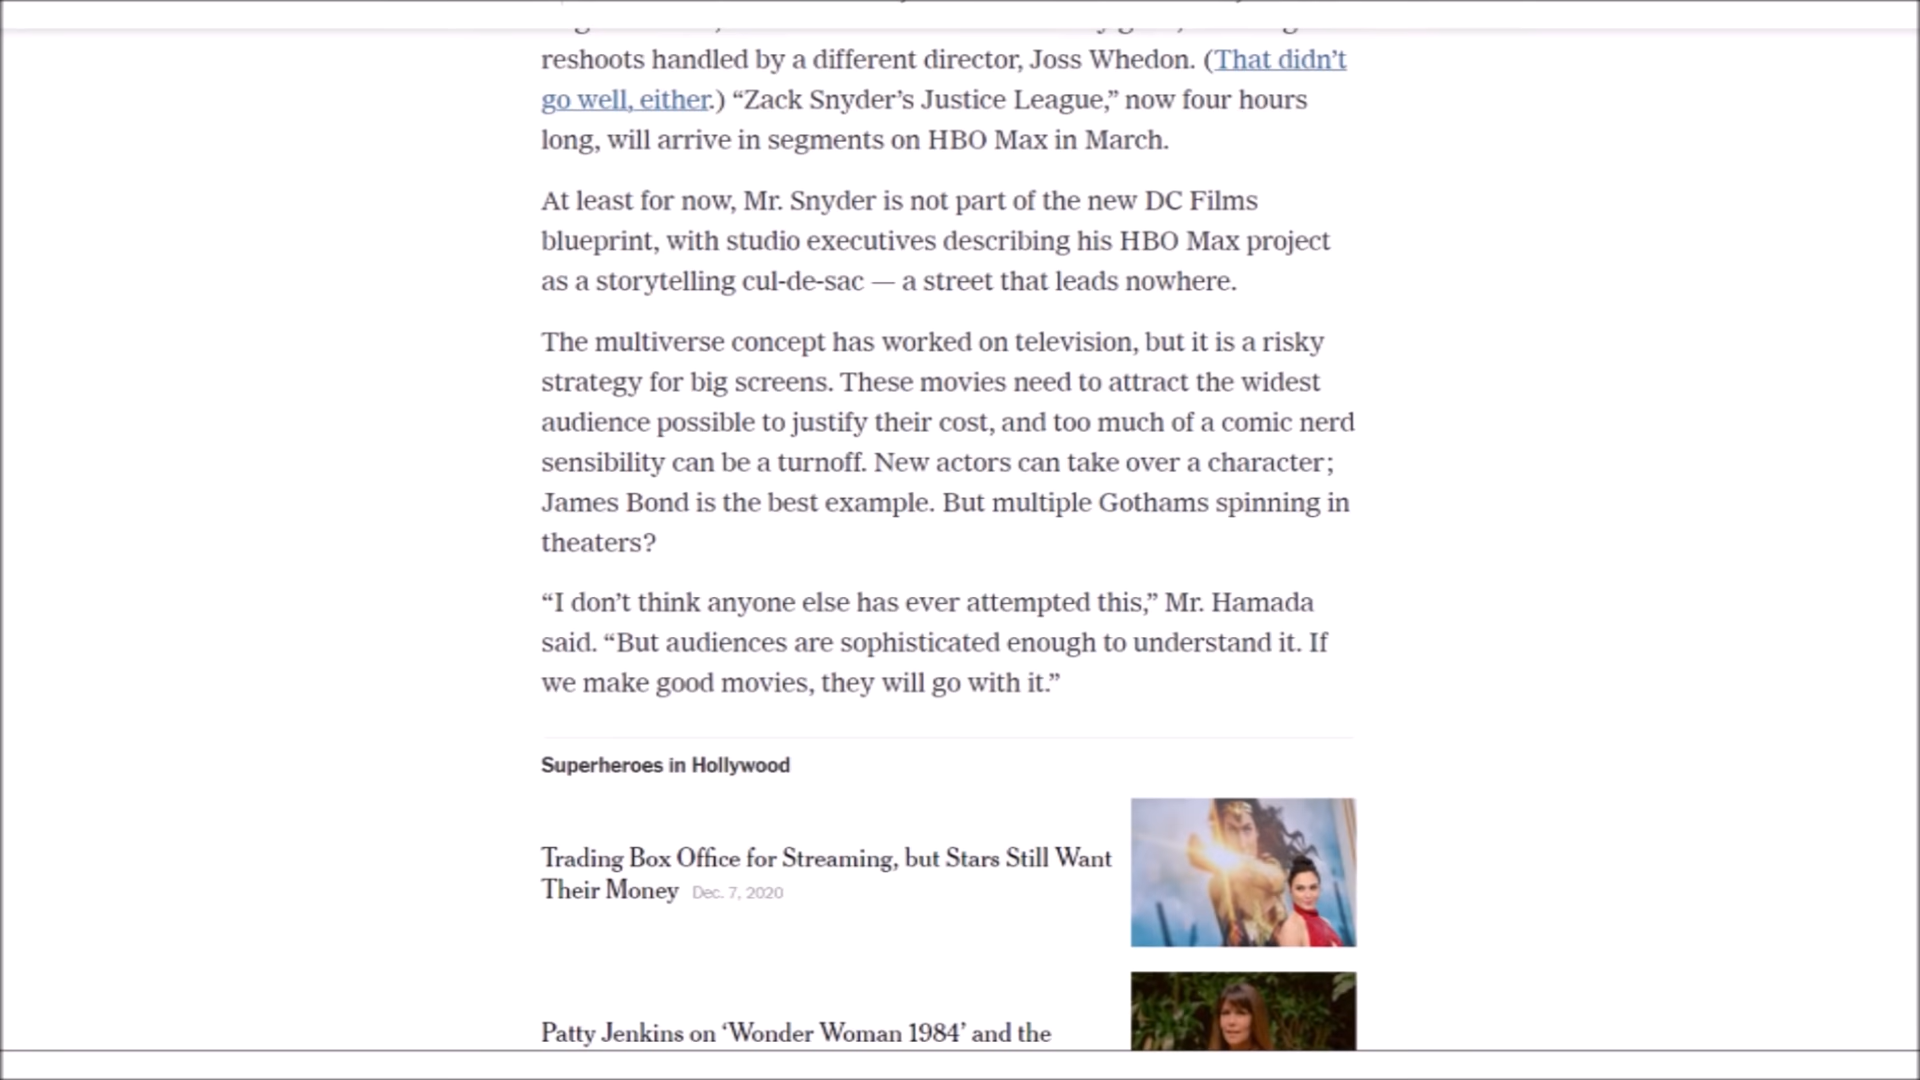 reshoots handled by a different director, Joss Whedon. (That didn’t
go well, either.) “Zack Snyder’s Justice League,” now four hours
long, will arrive in segments on HBO Max in March.
At least for now, Mr. Snyder is not part of the new DC Films
blueprint, with studio executives describing his HBO Max project
as a storytelling cul-de-sac — a street that leads nowhere.
The multiverse concept has worked on television, but it is a risky
strategy for big screens. These movies need to attract the widest
audience possible to justify their cost, and too much of a comic nerd
sensibility can be a turnoff. New actors can take over a character;
James Bond is the best example. But multiple Gothams spinning in
theaters?
“I don’t think anyone else has ever attempted this,” Mr. Hamada
said. “But audiences are sophisticated enough to understand it. If
we make good movies, they will go with it.”
Superheroes in Hollywood
Trading Box Office for Streaming, but Stars Still Want
Their Money Dec. 7, 2020
Patty Jenkins on ‘Wonder Woman 1984’ and the